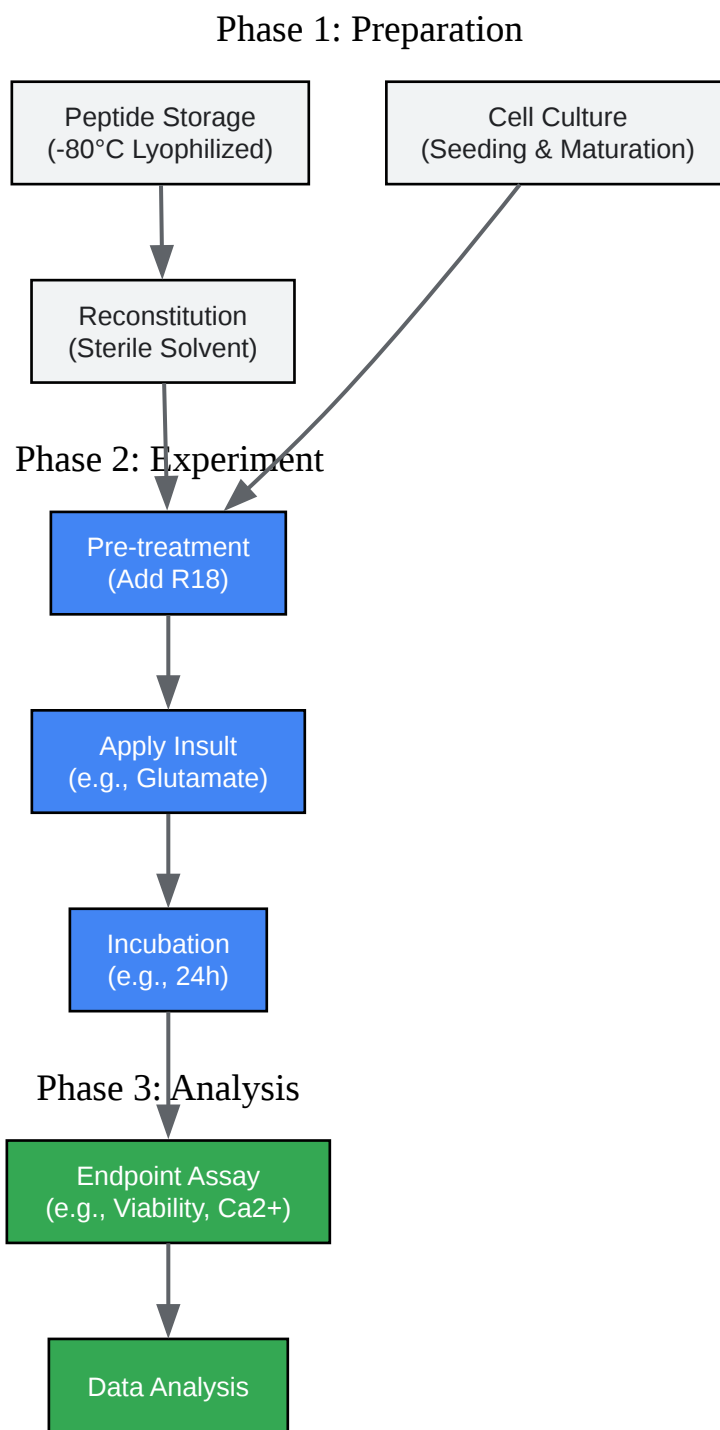 Phase 1: Preparation
Peptide Storage
(-80°C Lyophilized)
Cell Culture
(Seeding & Maturation)
Reconstitution
(Sterile Solvent)
Phase 2: Experiment
Pre-treatment
(Add R18)
Apply Insult
(e.g., Glutamate)
Incubation
(e.g., 24h)
Phase 3: Analysis
Endpoint Assay
(e.g., Viability, Ca2+)
Data Analysis